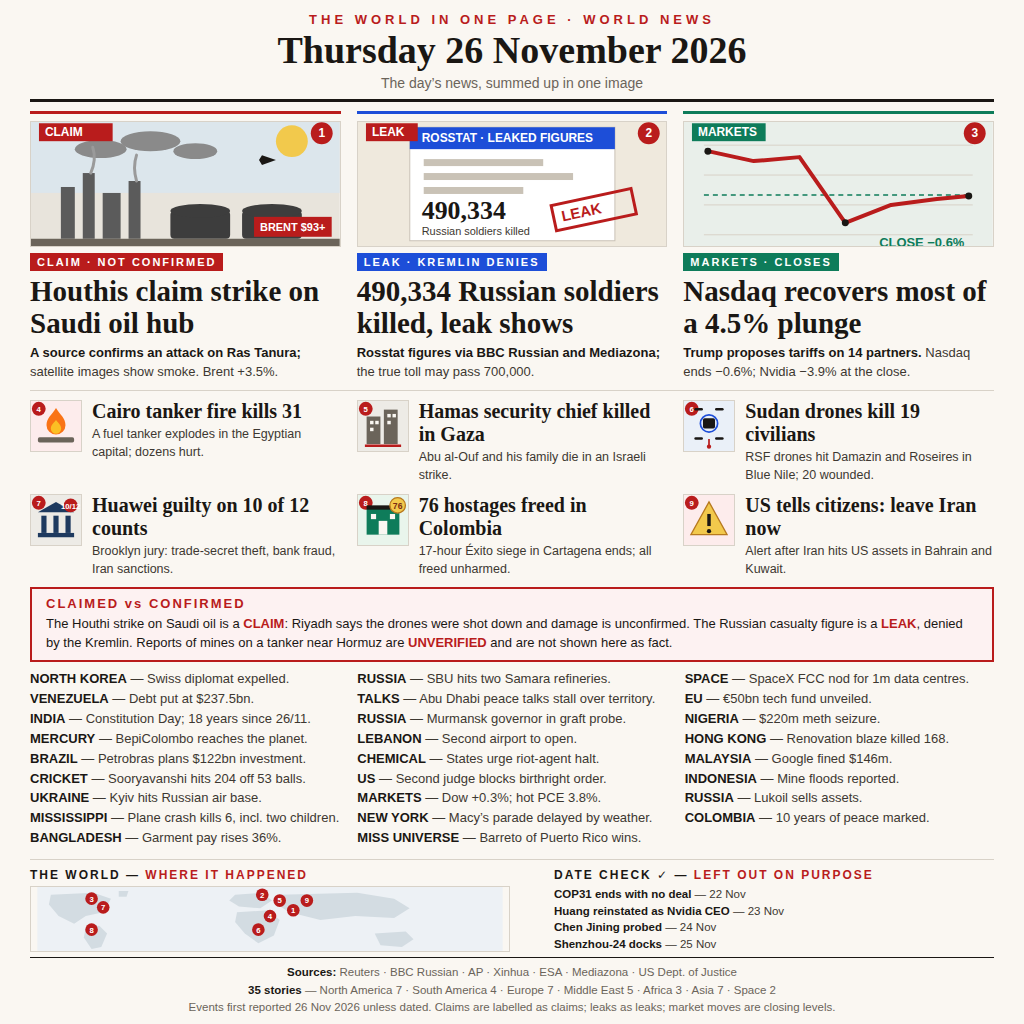 THE WORLD IN ONE PAGE · WORLD NEWS
Thursday 26 November 2026
The day's news, summed up in one image
CLAIM
1
BRENT $93+
CLAIM · NOT CONFIRMED
Houthis claim strike on
Saudi oil hub
A source confirms an attack on Ras Tanura;
satellite images show smoke. Brent +3.5%.
LEAK
ROSSTAT · LEAKED FIGURES
2
490,334
Russian soldiers killed
LEAK
LEAK · KREMLIN DENIES
490,334 Russian soldiers
killed, leak shows
Rosstat figures via BBC Russian and Mediazona;
the true toll may pass 700,000.
MARKETS
3
CLOSE −0.6%
MARKETS · CLOSES
Nasdaq recovers most of
a 4.5% plunge
Trump proposes tariffs on 14 partners. Nasdaq
ends −0.6%; Nvidia −3.9% at the close.
4
Cairo tanker fire kills 31
A fuel tanker explodes in the Egyptian
capital; dozens hurt.
5
Hamas security chief killed
in Gaza
Abu al-Ouf and his family die in an Israeli
strike.
6
Sudan drones kill 19
civilians
RSF drones hit Damazin and Roseires in
Blue Nile; 20 wounded.
7
Huawei guilty on 10 of 12
counts
Brooklyn jury: trade-secret theft, bank fraud,
Iran sanctions.
8
76
76 hostages freed in
Colombia
17-hour Éxito siege in Cartagena ends; all
freed unharmed.
9
US tells citizens: leave Iran
now
Alert after Iran hits US assets in Bahrain and
Kuwait.
CLAIMED vs CONFIRMED
The Houthi strike on Saudi oil is a CLAIM: Riyadh says the drones were shot down and damage is unconfirmed. The Russian casualty figure is a LEAK, denied
by the Kremlin. Reports of mines on a tanker near Hormuz are UNVERIFIED and are not shown here as fact.
NORTH KOREA — Swiss diplomat expelled.
VENEZUELA — Debt put at $237.5bn.
INDIA — Constitution Day; 18 years since 26/11.
MERCURY — BepiColombo reaches the planet.
BRAZIL — Petrobras plans $122bn investment.
CRICKET — Sooryavanshi hits 204 off 53 balls.
UKRAINE — Kyiv hits Russian air base.
MISSISSIPPI — Plane crash kills 6, incl. two children.
BANGLADESH — Garment pay rises 36%.
RUSSIA — SBU hits two Samara refineries.
TALKS — Abu Dhabi peace talks stall over territory.
RUSSIA — Murmansk governor in graft probe.
LEBANON — Second airport to open.
CHEMICAL — States urge riot-agent halt.
US — Second judge blocks birthright order.
MARKETS — Dow +0.3%; hot PCE 3.8%.
NEW YORK — Macy's parade delayed by weather.
MISS UNIVERSE — Barreto of Puerto Rico wins.
SPACE — SpaceX FCC nod for 1m data centres.
EU — €50bn tech fund unveiled.
NIGERIA — $220m meth seizure.
HONG KONG — Renovation blaze killed 168.
MALAYSIA — Google fined $146m.
INDONESIA — Mine floods reported.
RUSSIA — Lukoil sells assets.
COLOMBIA — 10 years of peace marked.
THE WORLD — WHERE IT HAPPENED
3
7
8
2
5
9
1
4
6
DATE CHECK ✓ — LEFT OUT ON PURPOSE
COP31 ends with no deal — 22 Nov
Huang reinstated as Nvidia CEO — 23 Nov
Chen Jining probed — 24 Nov
Shenzhou-24 docks — 25 Nov
Sources: Reuters · BBC Russian · AP · Xinhua · ESA · Mediazona · US Dept. of Justice
35 stories — North America 7 · South America 4 · Europe 7 · Middle East 5 · Africa 3 · Asia 7 · Space 2
Events first reported 26 Nov 2026 unless dated. Claims are labelled as claims; leaks as leaks; market moves are closing levels.